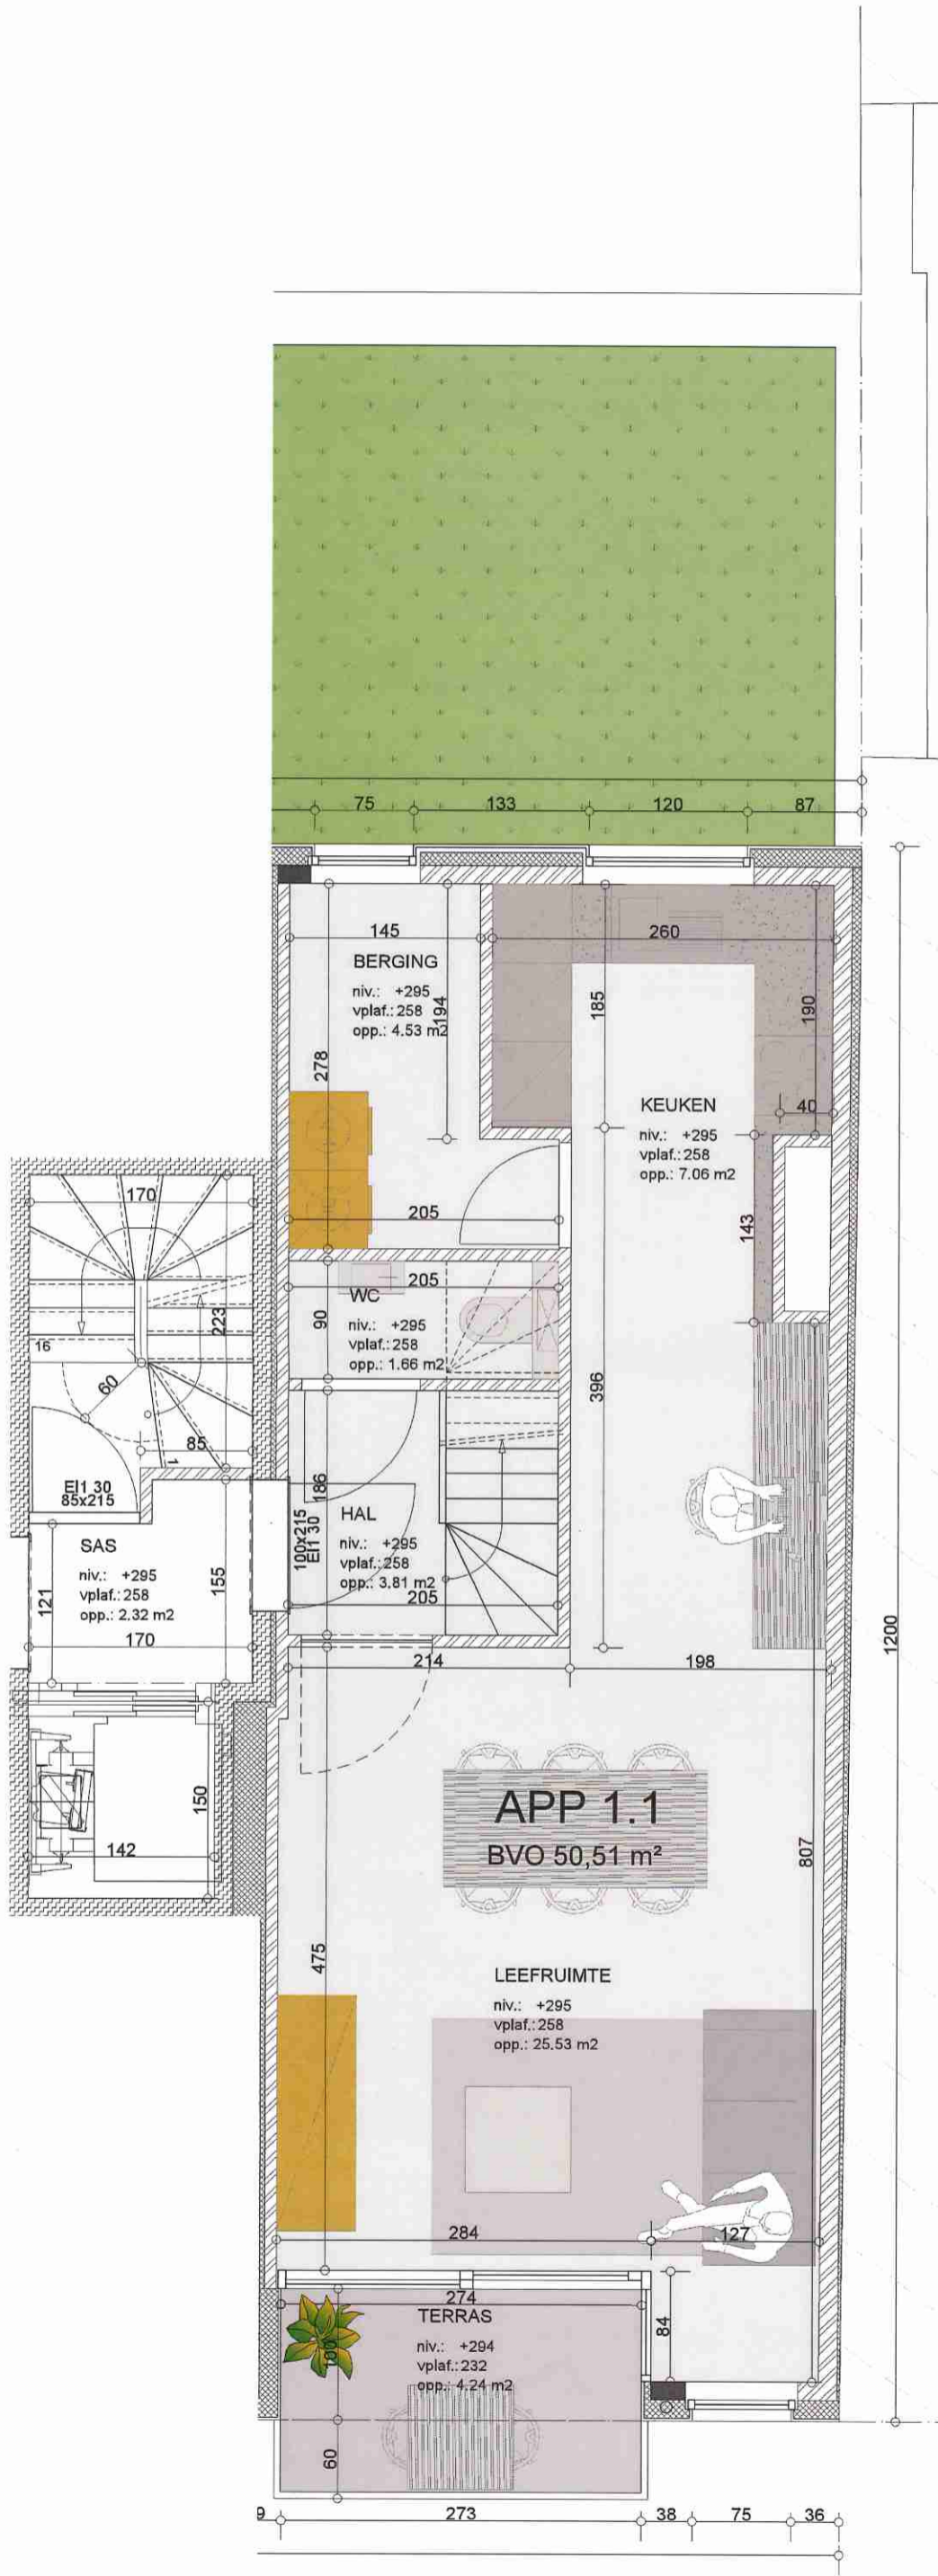 75 133 120 87
145 260
BERGING
niv.: +295
vplaf.: 258
opp.: 4.53 m2
194
278
185
190
40
KEUKEN
niv.: +295
vplaf.: 258
opp.: 7.06 m2
143
170
205
223
16
60
85
1
EI1 30
85x215
205
WC
niv.: +295
vplaf.: 258
opp.: 1.66 m2
90
396
186
100x215
EI1 30
HAL
niv.: +295
vplaf.: 258
opp.: 3.81 m2
205
SAS
niv.: +295
vplaf.: 258
opp.: 2.32 m2
121
155
170
1200
214 198
150
142
APP 1.1
BVO 50,51 m²
807
475
LEEFRUIMTE
niv.: +295
vplaf.: 258
opp.: 25.53 m2
284 127
274
84
TERRAS
niv.: +294
vplaf.: 232
opp.: 4.24 m2
100
60
9 273 38 75 36